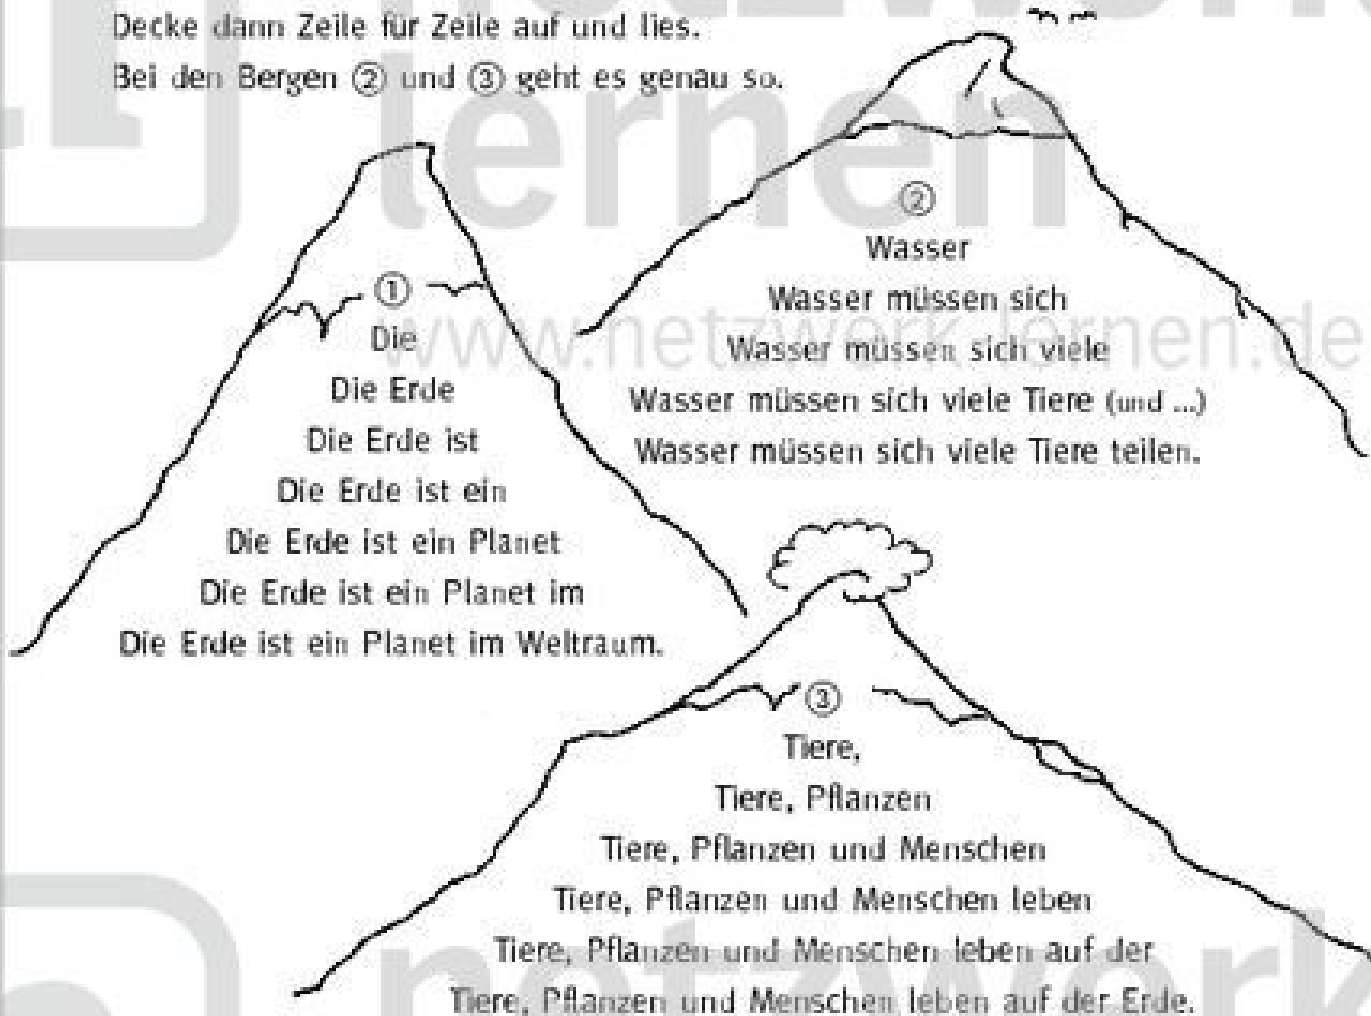 Decke dann Zeile für Zeile auf und lies.
Bei den Bergen ② und ③ geht es genau so.
①
Die
Die Erde
Die Erde ist
Die Erde ist ein
Die Erde ist ein Planet
Die Erde ist ein Planet im
Die Erde ist ein Planet im Weltraum.
②
Wasser
Wasser müssen sich
Wasser müssen sich viele
Wasser müssen sich viele Tiere (und ...)
Wasser müssen sich viele Tiere teilen.
③
Tiere,
Tiere, Pflanzen
Tiere, Pflanzen und Menschen
Tiere, Pflanzen und Menschen leben
Tiere, Pflanzen und Menschen leben auf der
Tiere, Pflanzen und Menschen leben auf der Erde.
netzwerk
lernen
www.netzwerk-lernen.de
netzwerk